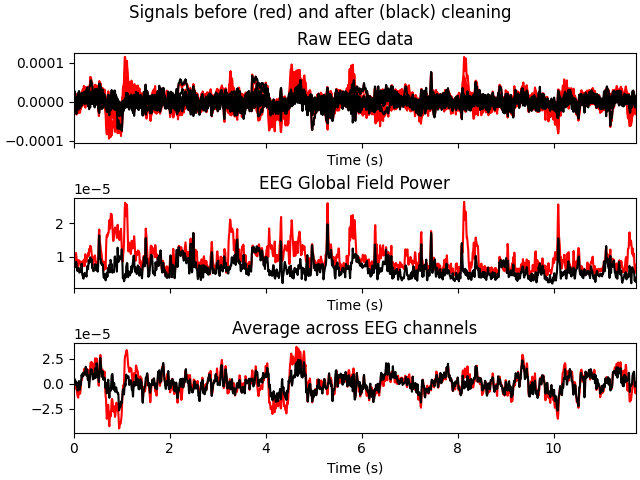 Signals before (red) and after (black) cleaning
Raw EEG data
0.0001
0.0000
−0.0001
Time (s)
EEG Global Field Power
1e−5
2
1
Time (s)
Average across EEG channels
1e−5
2.5
0.0
−2.5
0 2 4 6 8 10
Time (s)